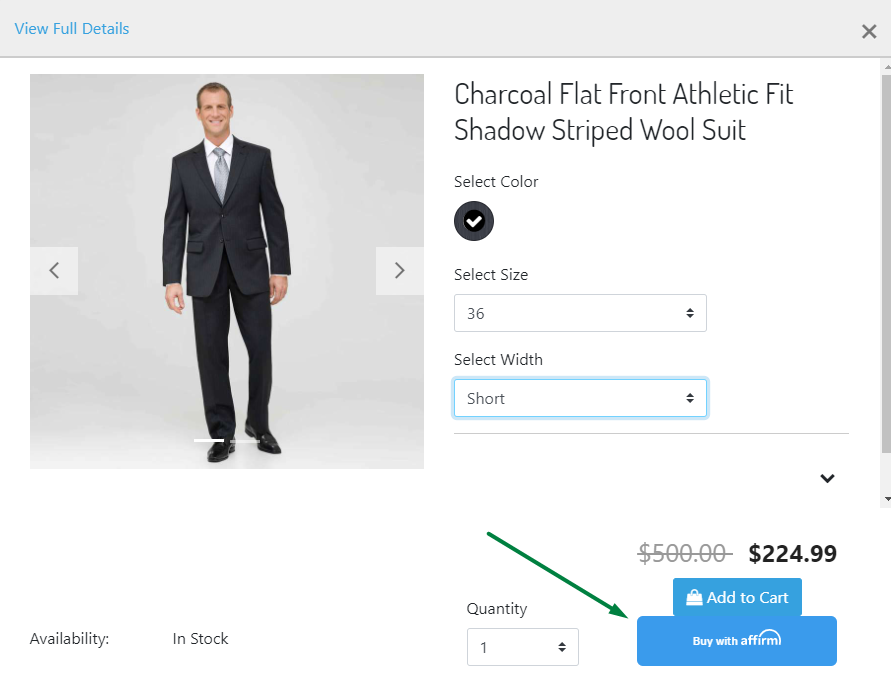 View Full Details
Charcoal Flat Front Athletic Fit
Shadow Striped Wool Suit
Select Color
Select Size
36
Select Width
Short
$500.00 $224.99
Add to Cart
Quantity
Buy with affirm
Availability: In Stock
1